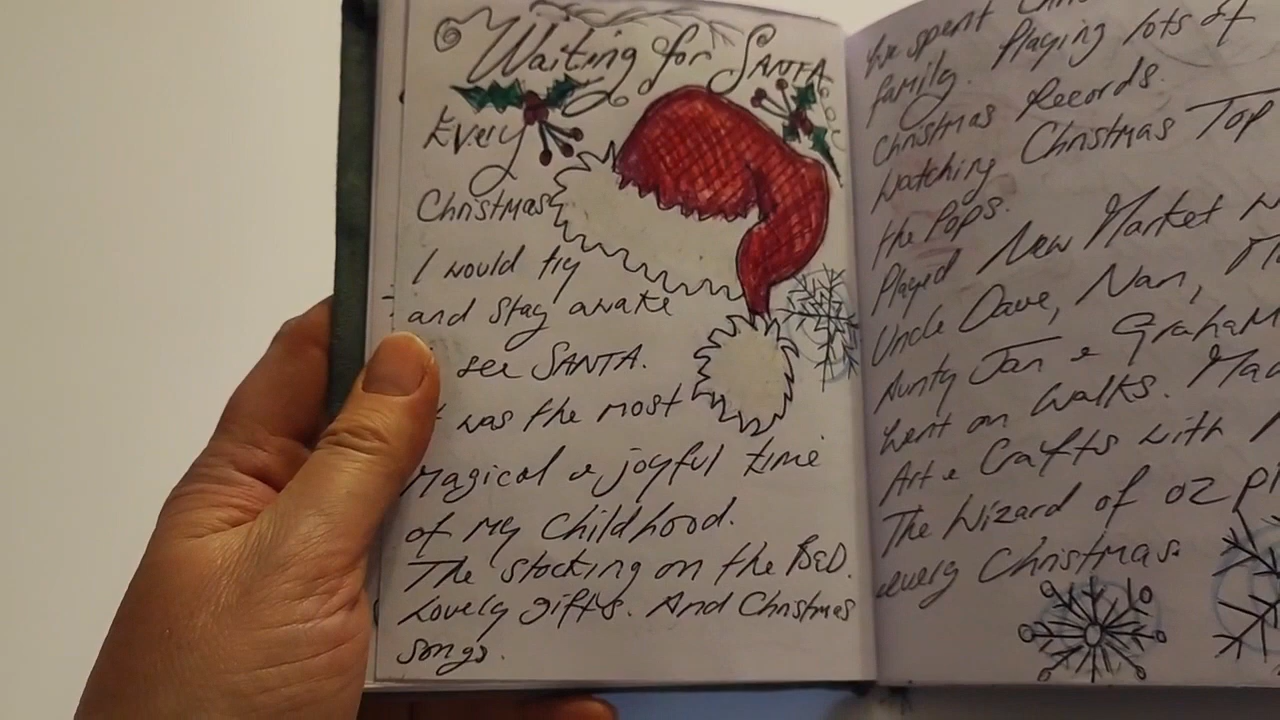 Waiting for SANTA
Every
Christmas
I would try
and stay awake
see SANTA.
was the most
Magical & joyful time
of my childhood.
The stocking on the BED.
Lovely gifts. And Christmas
songs.
We spent
family. Playing lots of
Christmas Records.
Watching Christmas Top
the Pops.
Played New Market
Uncle Dave, Nan,
Aunty Jan & Graham
Went on Walks.
Art & Crafts with
The Wizard of OZ
every Christmas